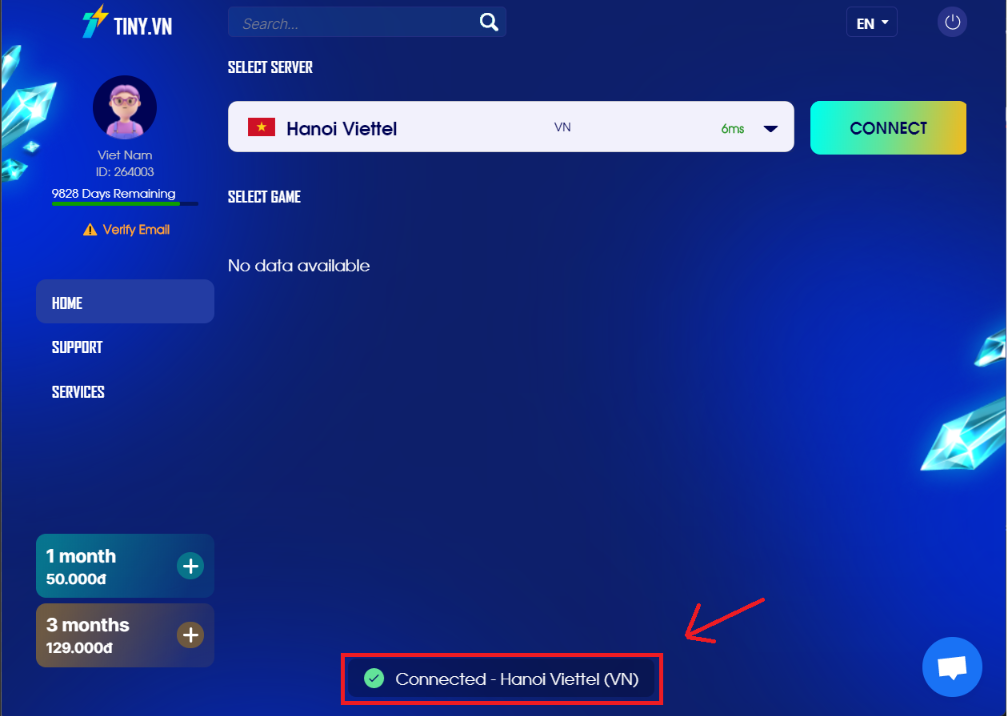 TINY.VN
Search...
EN
SELECT SERVER
Hanoi Viettel VN 6ms
CONNECT
Viet Nam
ID: 264003
9828 Days Remaining
Verify Email
SELECT GAME
No data available
HOME
SUPPORT
SERVICES
1 month
50.000đ
3 months
129.000đ
Connected - Hanoi Viettel (VN)